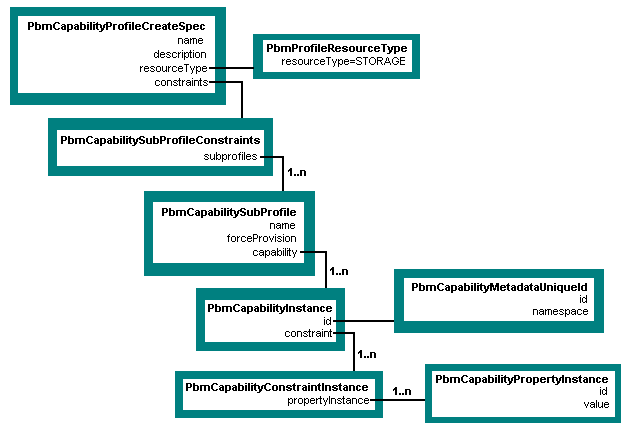 PbmCapabilityProfileCreateSpec
name
description
resourceType
constraints
PbmProfileResourceType
resourceType=STORAGE
PbmCapabilitySubProfileConstraints
subprofiles
1..n
PbmCapabilitySubProfile
name
forceProvision
capability
1..n
PbmCapabilityInstance
id
constraint
PbmCapabilityMetadataUniqueId
id
namespace
1..n
PbmCapabilityConstraintInstance
propertyInstance
1..n
PbmCapabilityPropertyInstance
id
value